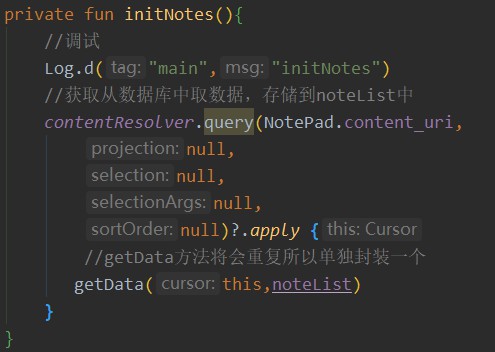 private fun initNotes(){
//调试
Log.d( tag: "main", msg: "initNotes")
//获取从数据库中取数据，存储到noteList中
contentResolver.query(NotePad.content_uri,
projection: null,
selection: null,
selectionArgs: null,
sortOrder: null)?.apply { this: Cursor
//getData方法将会重复所以单独封装一个
getData( cursor: this,noteList)
}
}